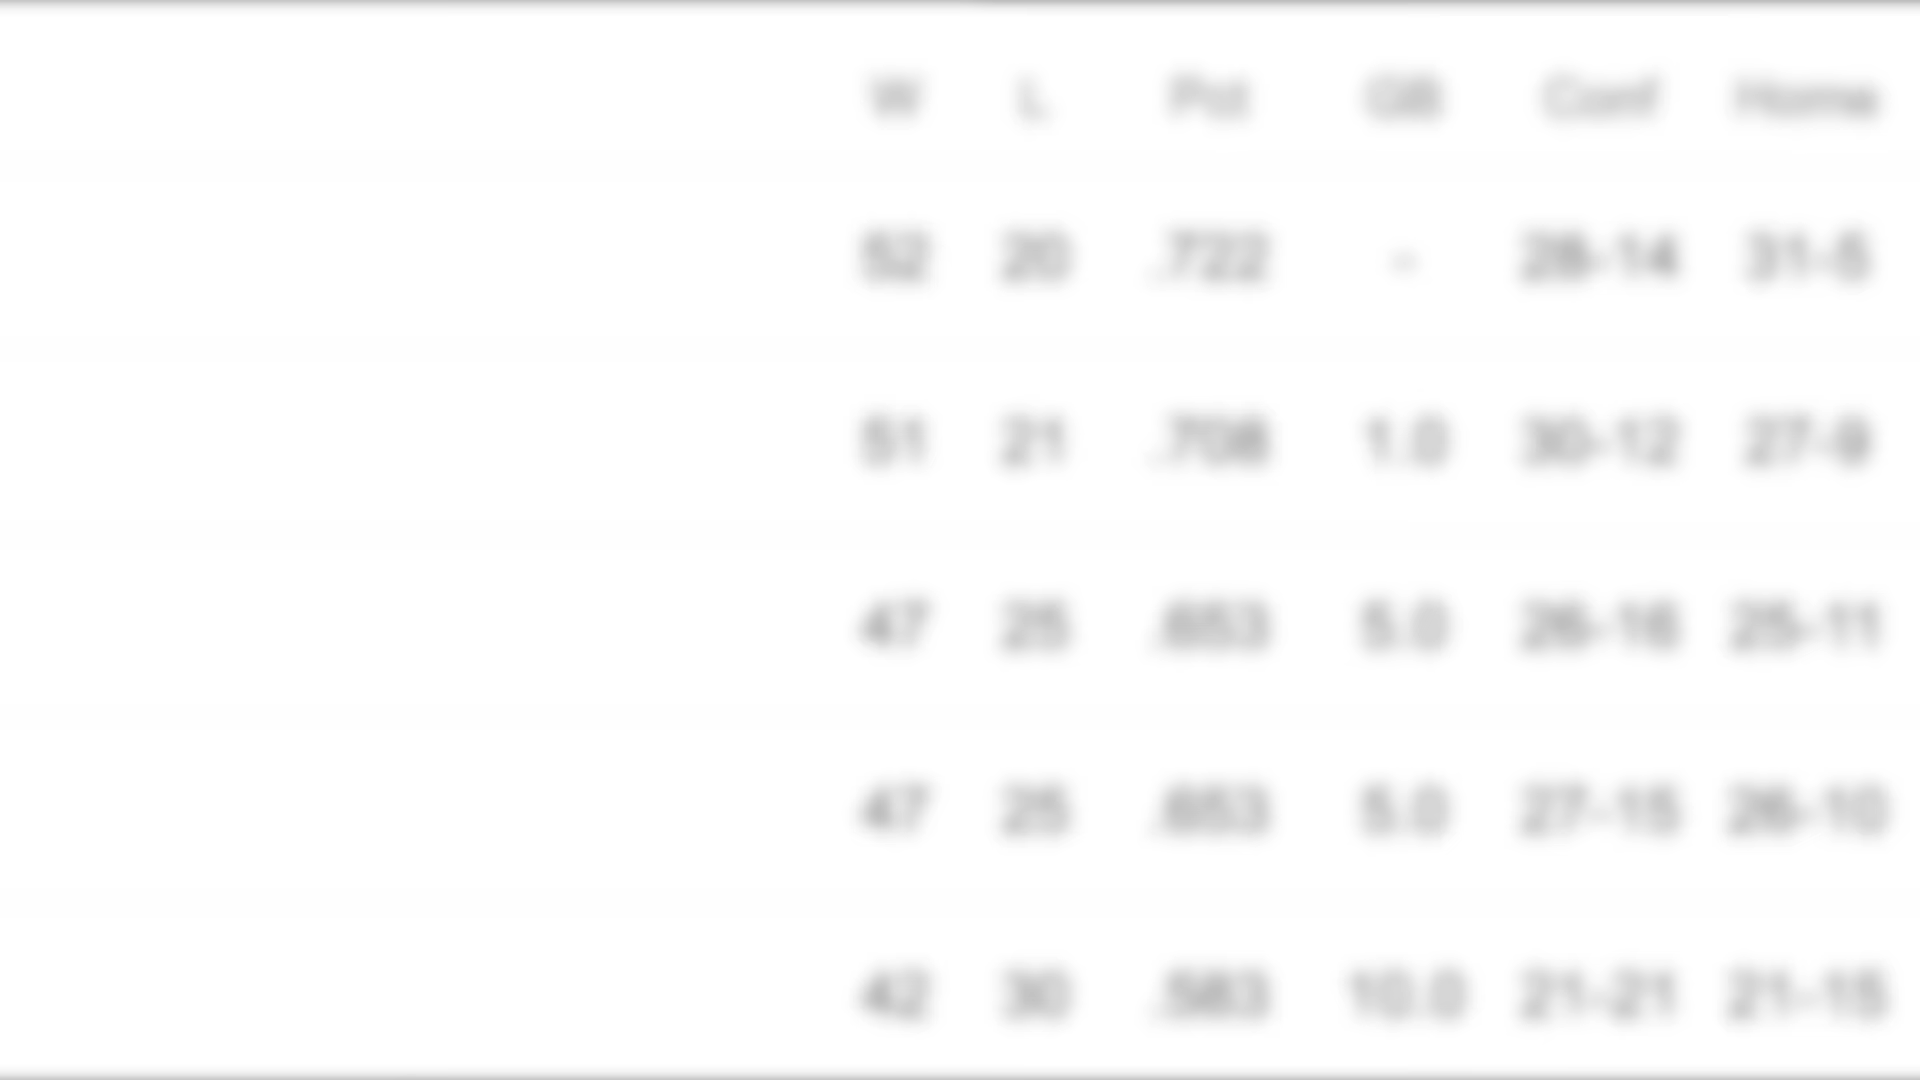 W L Pct GB Conf Home
52 20 .722 - 28-14 31-5
51 21 .708 1.0 30-12 27-9
47 25 .653 5.0 26-16 25-11
47 25 .653 5.0 27-15 26-10
42 30 .583 10.0 21-21 21-15